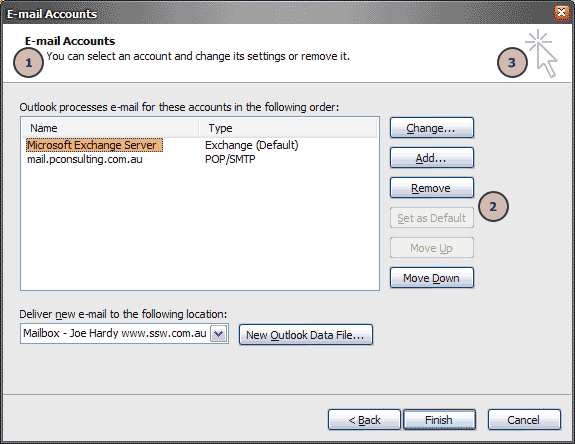 E-mail Accounts
E-mail Accounts
1 You can select an account and change its settings or remove it.
3
Outlook processes e-mail for these accounts in the following order:
Name Type
Microsoft Exchange Server Exchange (Default)
mail.pconsulting.com.au POP/SMTP
Change...
Add...
Remove
2
Set as Default
Move Up
Move Down
Deliver new e-mail to the following location:
Mailbox - Joe Hardy www.ssw.com.au New Outlook Data File...
< Back Finish Cancel